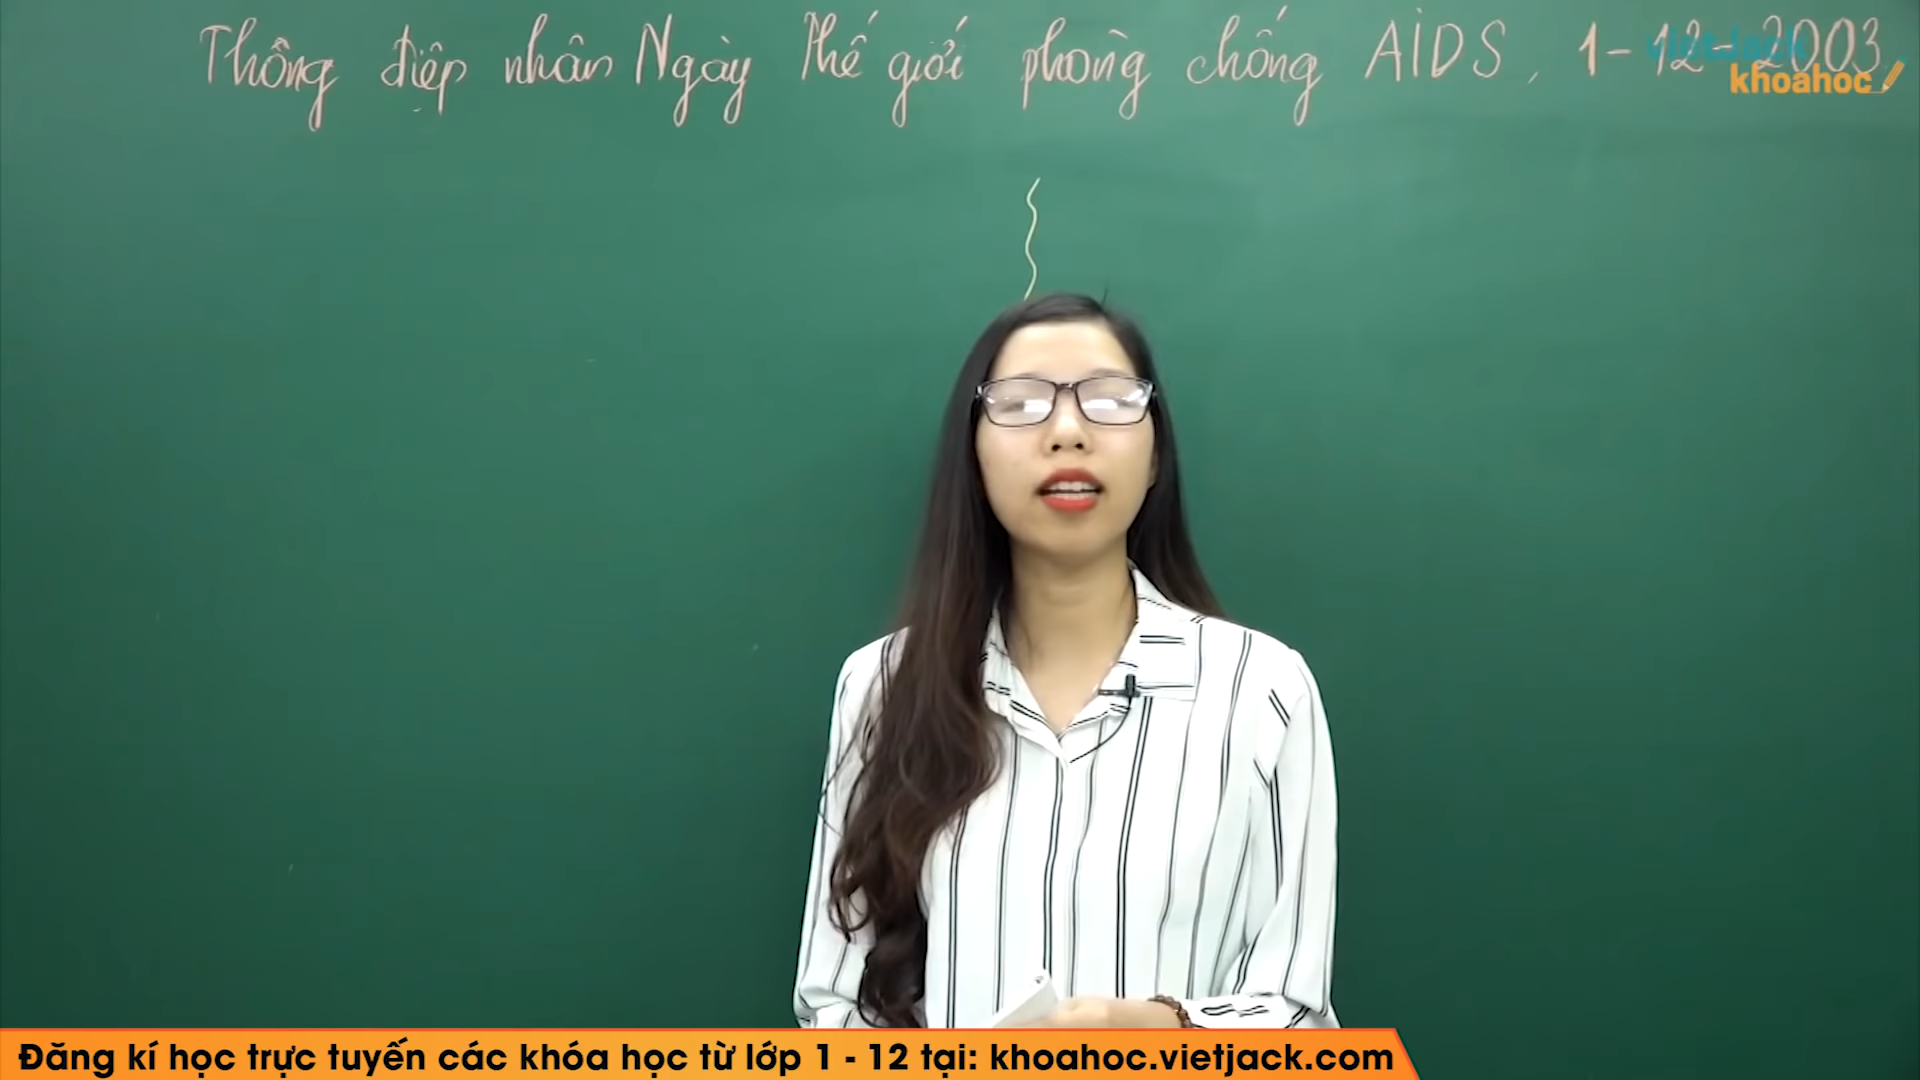 Thông điệp nhân Ngày Thế giới phòng chống AIDS, 1-12-2003
vietJack
khoahoc
Đăng kí học trực tuyến các khóa học từ lớp 1 - 12 tại: khoahoc.vietjack.com